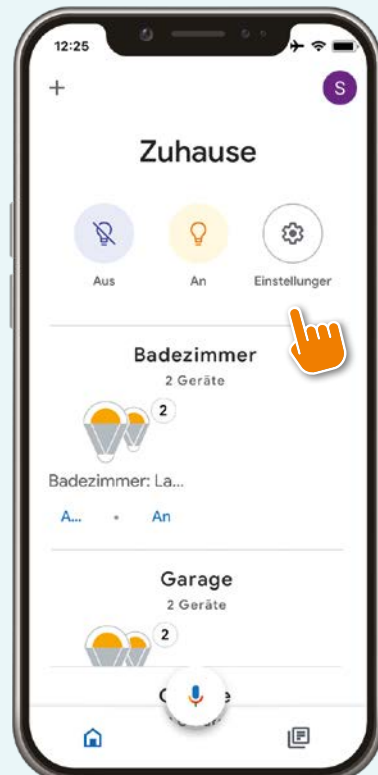 12:25
S
Zuhause
Aus An Einstellunger
Badezimmer
2 Geräte
2
Badezimmer: La...
A... • An
Garage
2 Geräte
2